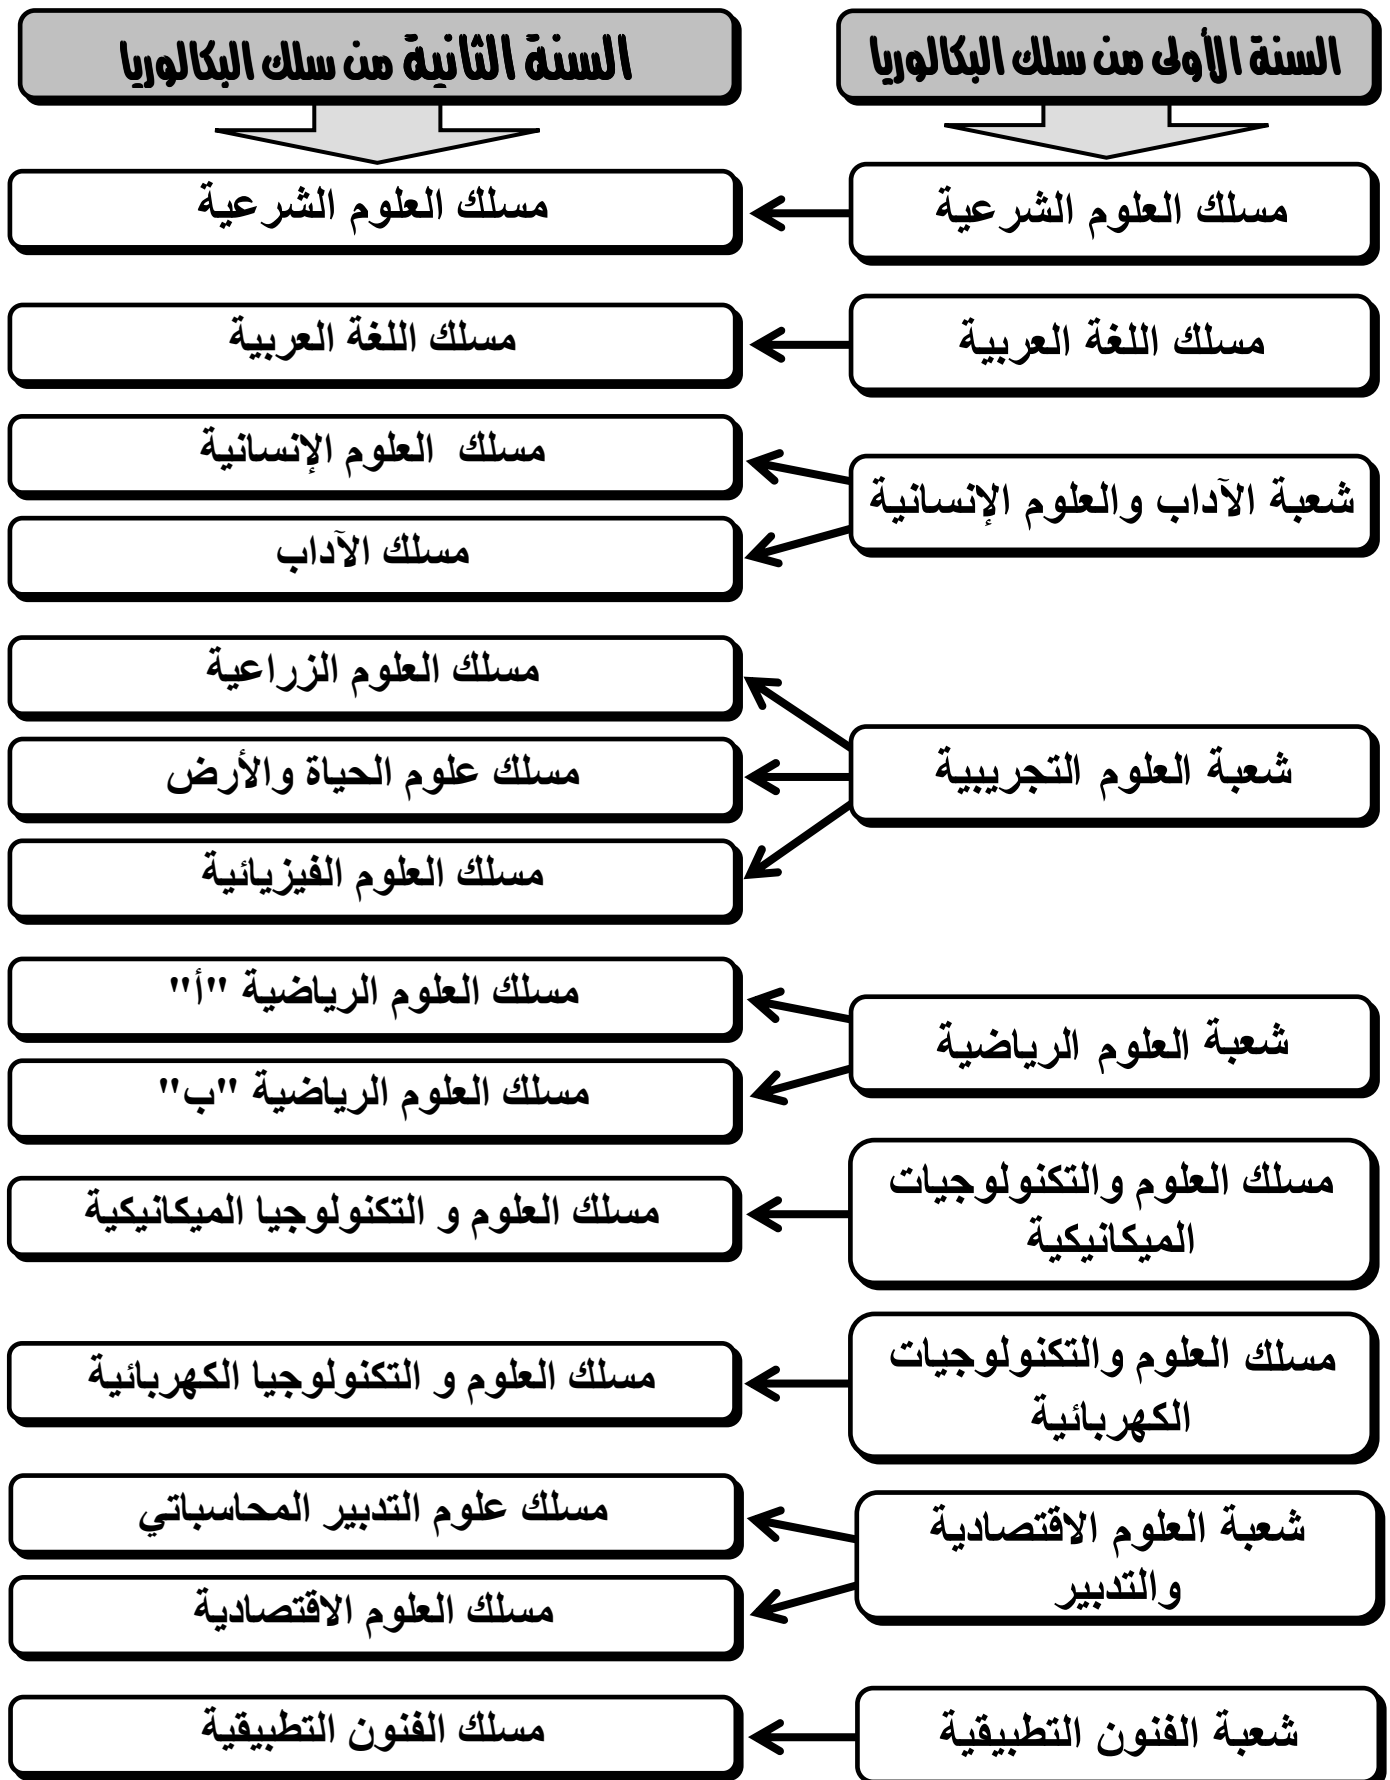 السنة الأولى من سلك البكالوريا
السنة الثانية من سلك البكالوريا
مسلك العلوم الشرعية
مسلك العلوم الشرعية
مسلك اللغة العربية
مسلك اللغة العربية
شعبة الآداب والعلوم الإنسانية
مسلك العلوم الإنسانية
مسلك الآداب
شعبة العلوم التجريبية
مسلك العلوم الزراعية
مسلك علوم الحياة والأرض
مسلك العلوم الفيزيائية
شعبة العلوم الرياضية
مسلك العلوم الرياضية "أ"
مسلك العلوم الرياضية "ب"
مسلك العلوم والتكنولوجيات
الميكانيكية
مسلك العلوم و التكنولوجيا الميكانيكية
مسلك العلوم والتكنولوجيات
الكهربائية
مسلك العلوم و التكنولوجيا الكهربائية
شعبة العلوم الاقتصادية
والتدبير
مسلك علوم التدبير المحاسباتي
مسلك العلوم الاقتصادية
شعبة الفنون التطبيقية
مسلك الفنون التطبيقية